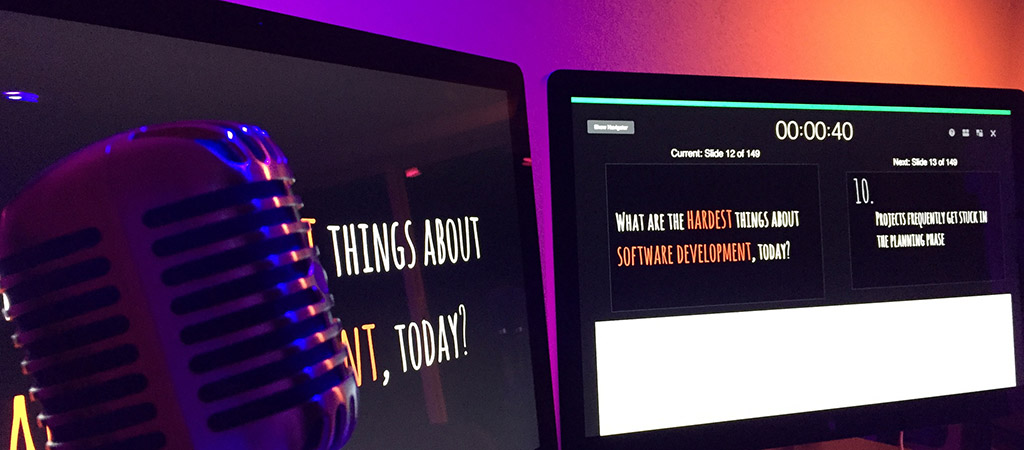 T THINGS ABOUT
NT, TODAY?
Show Navigator
00:00:40
Current: Slide 12 of 149
Next: Slide 13 of 149
WHAT ARE THE HARDEST THINGS ABOUT
SOFTWARE DEVELOPMENT, TODAY?
10.
PROJECTS FREQUENTLY GET STUCK IN
THE PLANNING PHASE